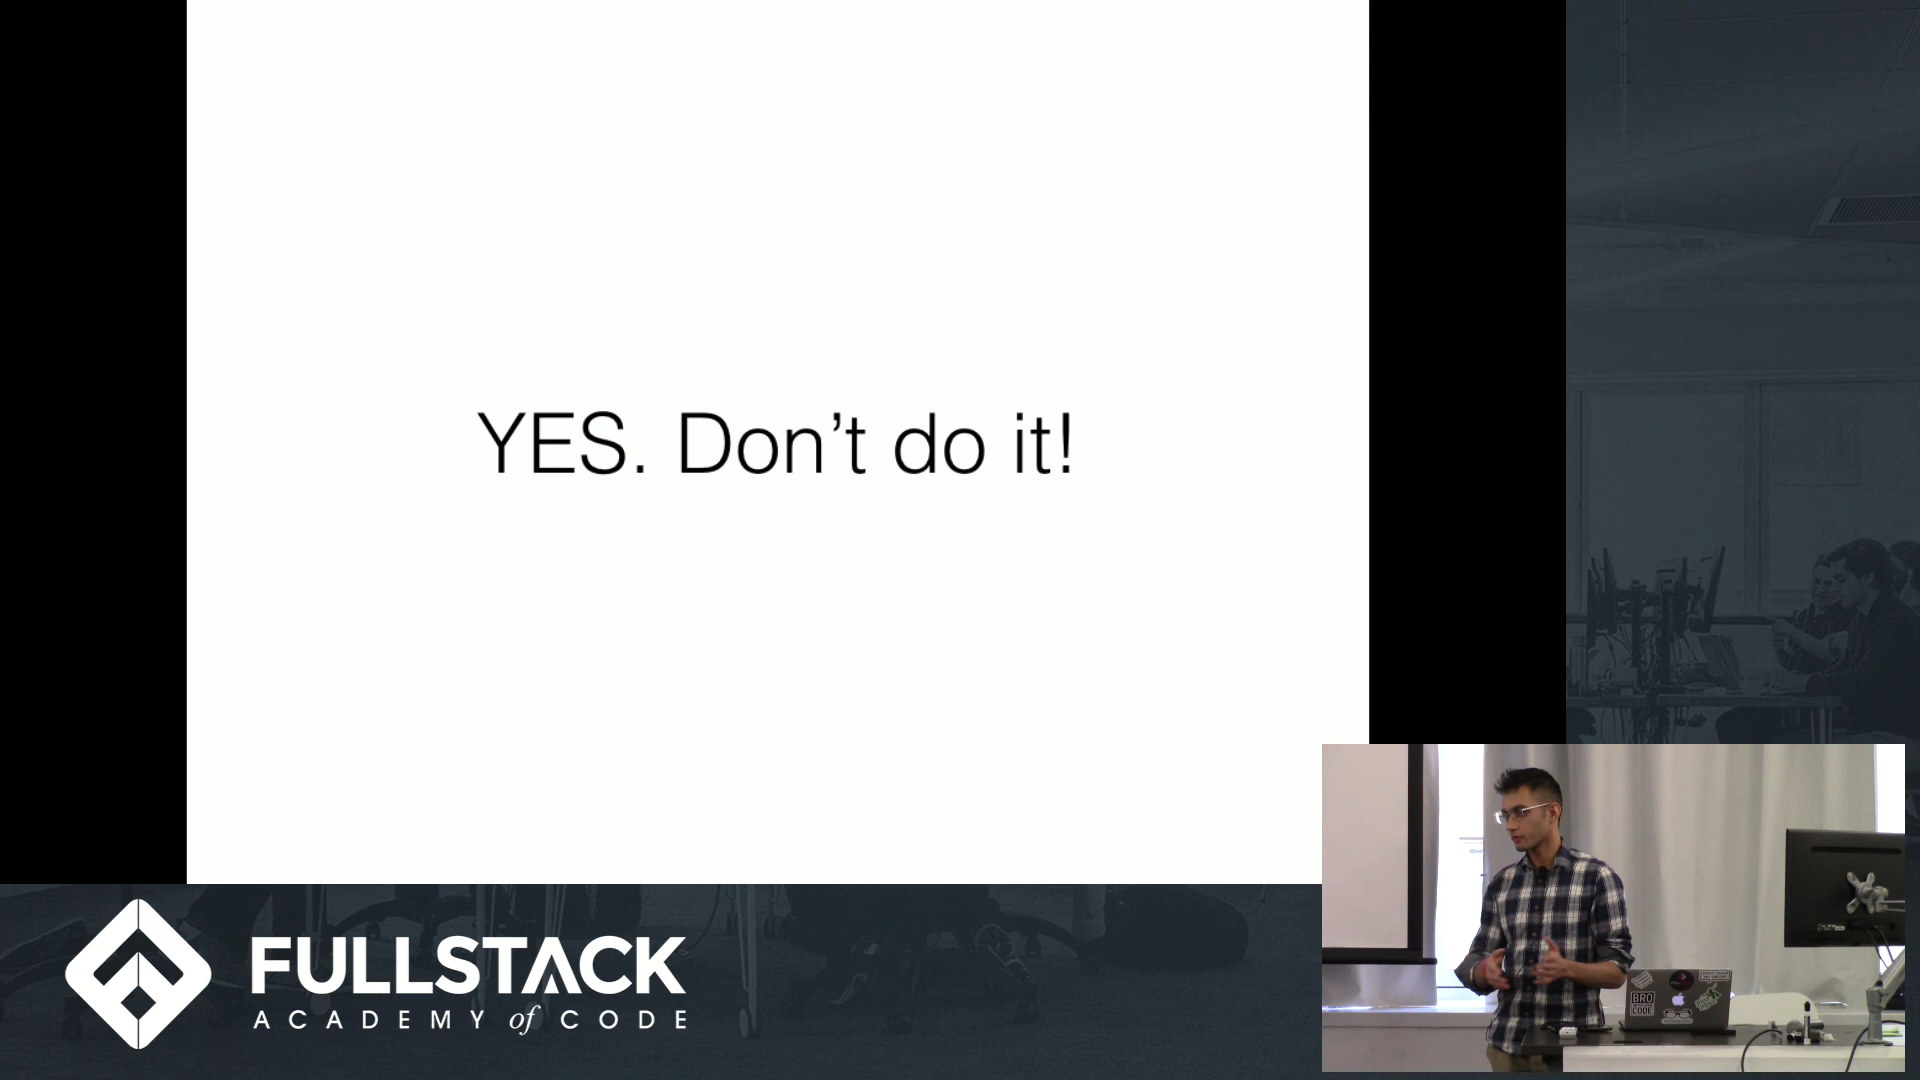 YES. Don’t do it!
FULLSTACK
ACADEMY of CODE
BRO
CODE